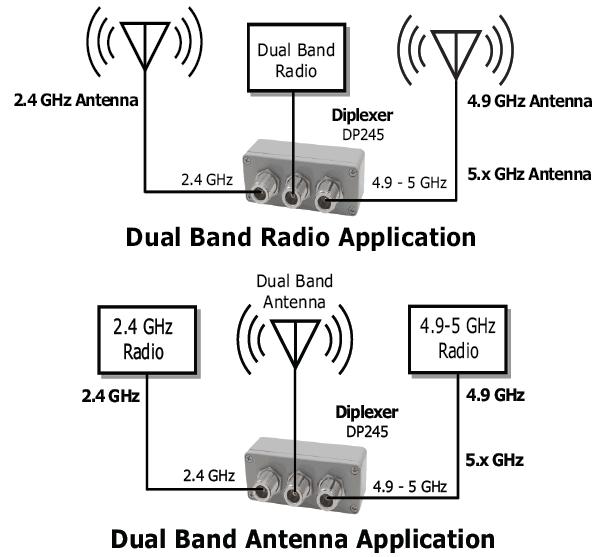 Dual Band
Radio
2.4 GHz Antenna
4.9 GHz Antenna
Diplexer
DP245
2.4 GHz
4.9 - 5 GHz
5.x GHz Antenna
Dual Band Radio Application
Dual Band
Antenna
2.4 GHz
Radio
4.9-5 GHz
Radio
2.4 GHz
4.9 GHz
Diplexer
DP245
2.4 GHz
4.9 - 5 GHz
5.x GHz
Dual Band Antenna Application